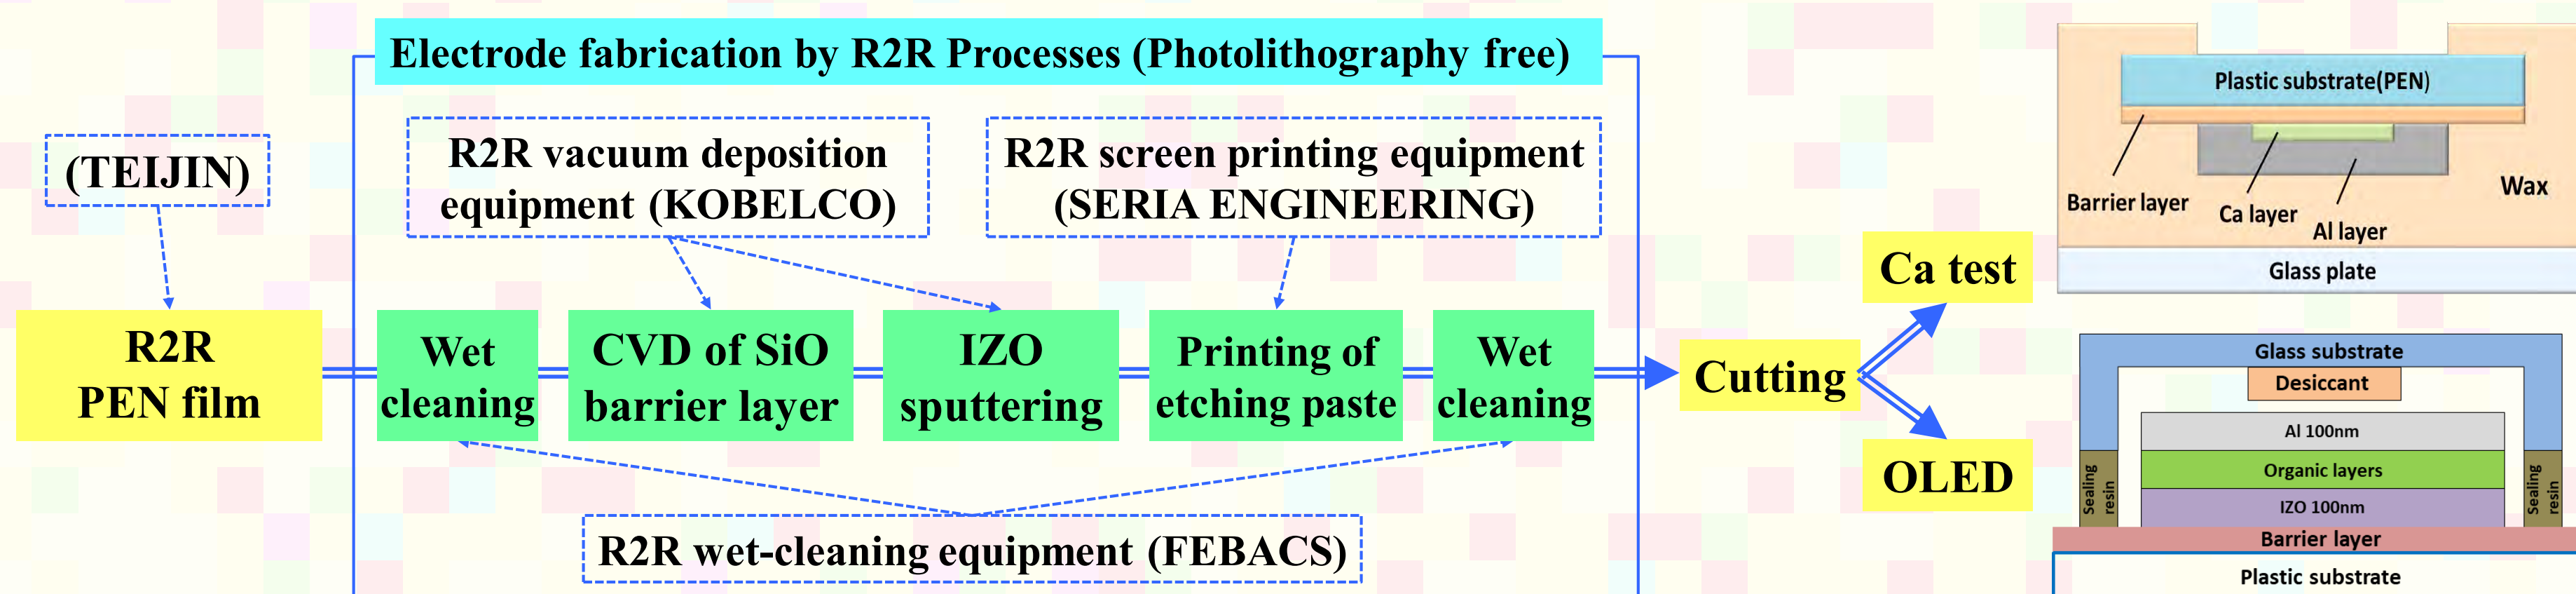 Electrode fabrication by R2R Processes (Photolithography free)
(TEIJIN)
R2R vacuum deposition
equipment (KOBELCO)
R2R screen printing equipment
(SERIA ENGINEERING)
R2R
PEN film
Wet
cleaning
CVD of SiO
barrier layer
IZO
sputtering
Printing of
etching paste
Wet
cleaning
R2R wet-cleaning equipment (FEBACS)
Cutting
Ca test
OLED
Plastic substrate(PEN)
Barrier layer
Ca layer
Al layer
Wax
Glass plate
Glass substrate
Desiccant
Al 100nm
Organic layers
IZO 100nm
Sealing
resin
Sealing
resin
Barrier layer
Plastic substrate